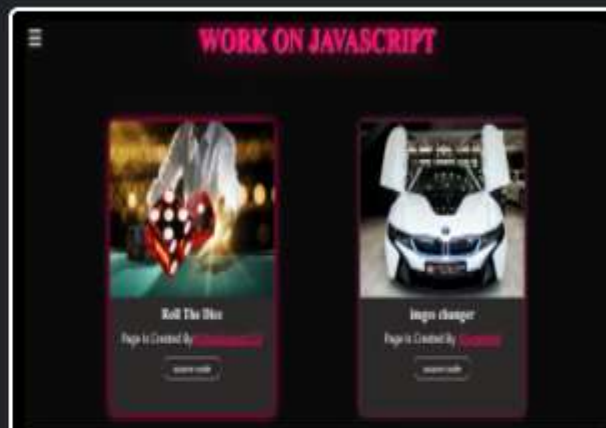 WORK ON JAVASCRIPT
Roll The Dice
Page Is Created By
source code
imges changer
Page Is Created By
source code